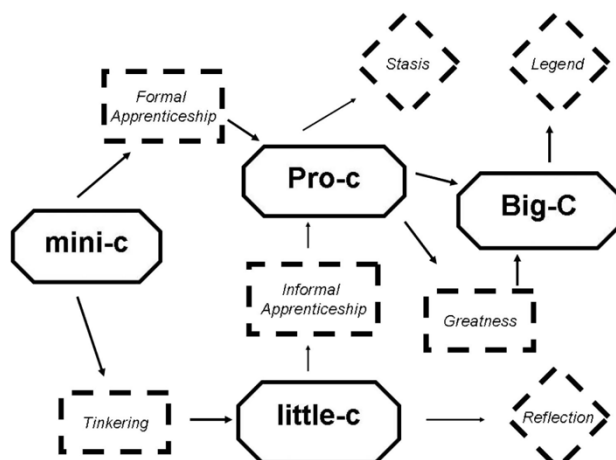 Stasis
Legend
Formal
Apprenticeship
Pro-c
Big-C
mini-c
Informal
Apprenticeship
Greatness
Tinkering
little-c
Reflection